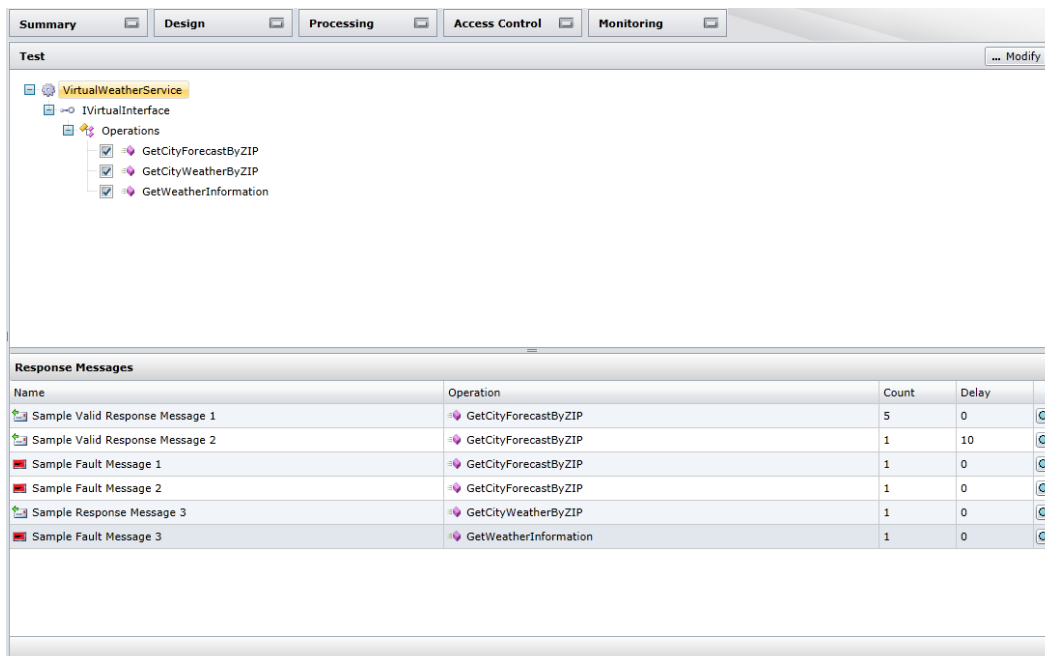 Summary Design Processing Access Control Monitoring
Test ... Modify
VirtualWeatherService
IVirtualInterface
Operations
GetCityForecastByZIP
GetCityWeatherByZIP
GetWeatherInformation
Response Messages
Name Operation Count Delay
Sample Valid Response Message 1 GetCityForecastByZIP 5 0
Sample Valid Response Message 2 GetCityForecastByZIP 1 10
Sample Fault Message 1 GetCityForecastByZIP 1 0
Sample Fault Message 2 GetCityForecastByZIP 1 0
Sample Response Message 3 GetCityWeatherByZIP 1 0
Sample Fault Message 3 GetWeatherInformation 1 0